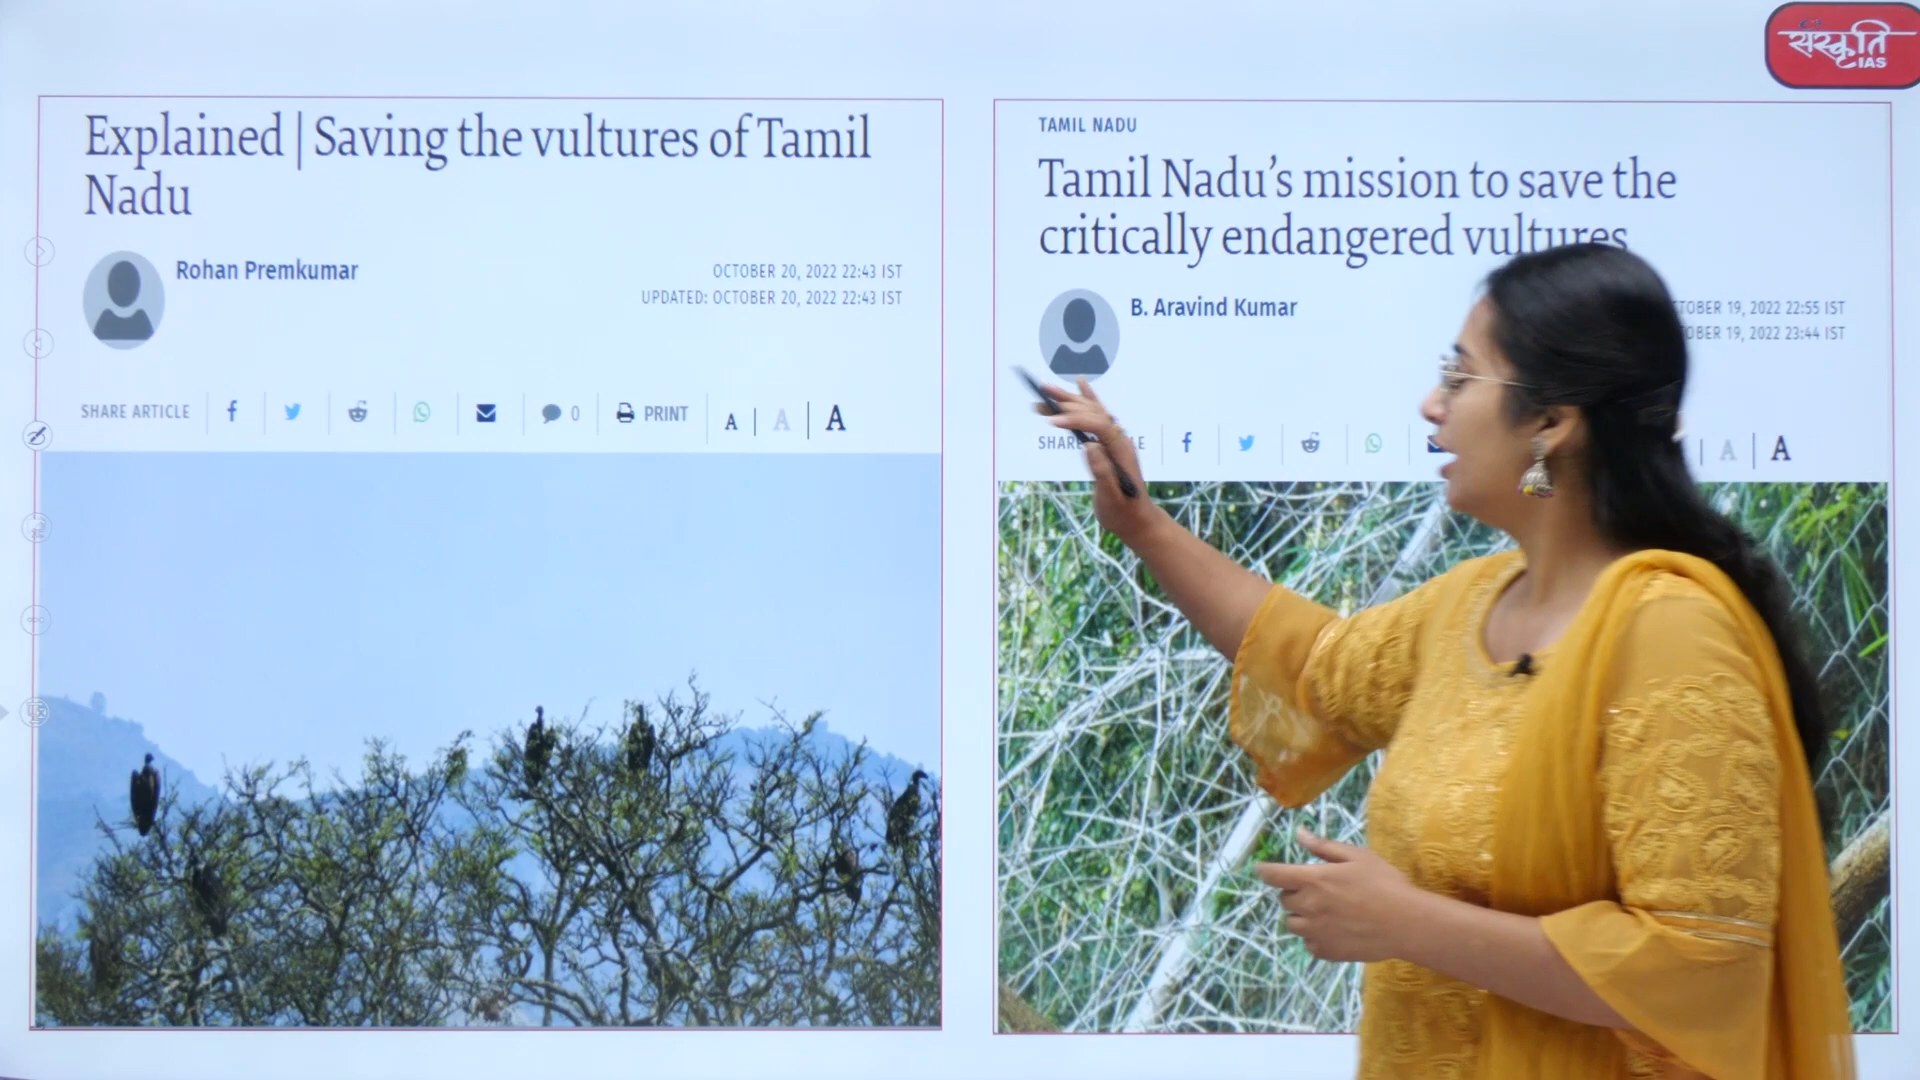 संस्कृति
IAS
Explained | Saving the vultures of Tamil
Nadu
Rohan Premkumar
OCTOBER 20, 2022 22:43 IST
UPDATED: OCTOBER 20, 2022 22:43 IST
SHARE ARTICLE
0
PRINT
A | A | A
TAMIL NADU
Tamil Nadu’s mission to save the
critically endangered vultures
B. Aravind Kumar
19, 2022 22:55 IST
19, 2022 23:44 IST
SHARE
A | A